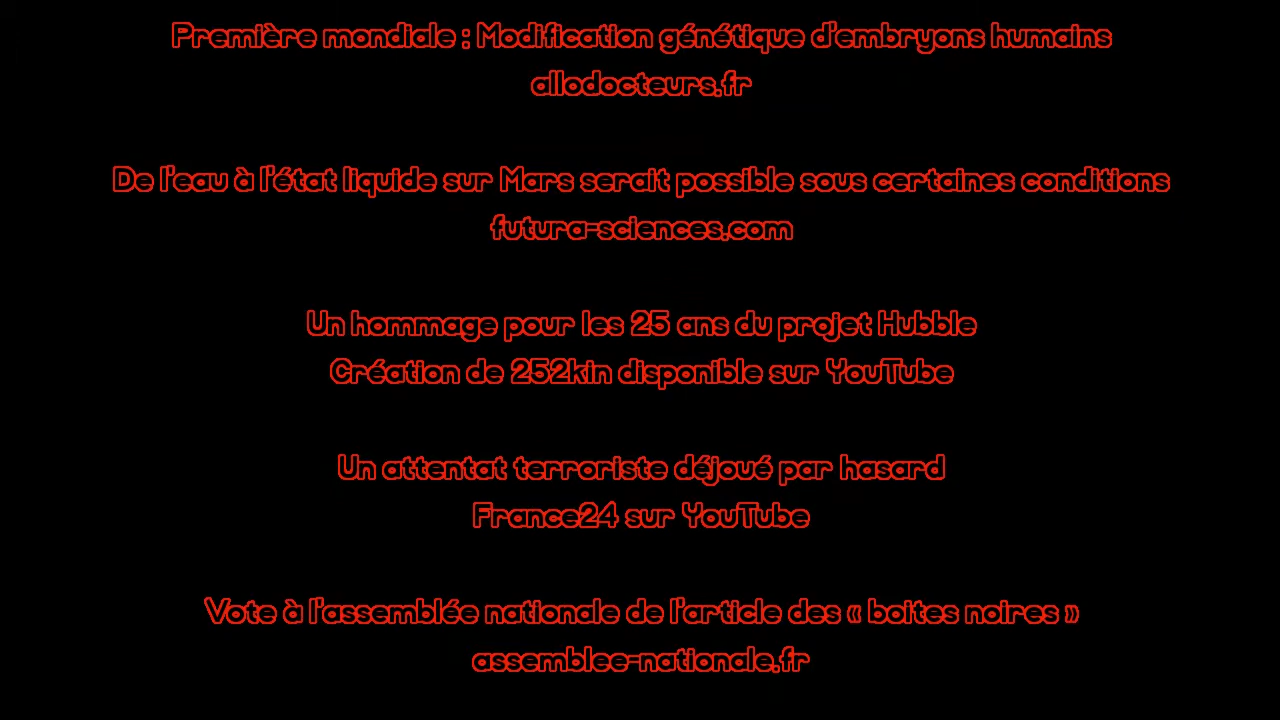 Première mondiale : Modification génétique d'embryons humains
allodocteurs.fr
De l'eau à l'état liquide sur Mars serait possible sous certaines conditions
futura-sciences.com
Un hommage pour les 25 ans du projet Hubble
Création de 252kin disponible sur YouTube
Un attentat terroriste déjoué par hasard
France24 sur YouTube
Vote à l'assemblée nationale de l'article des « boites noires »
assemblee-nationale.fr